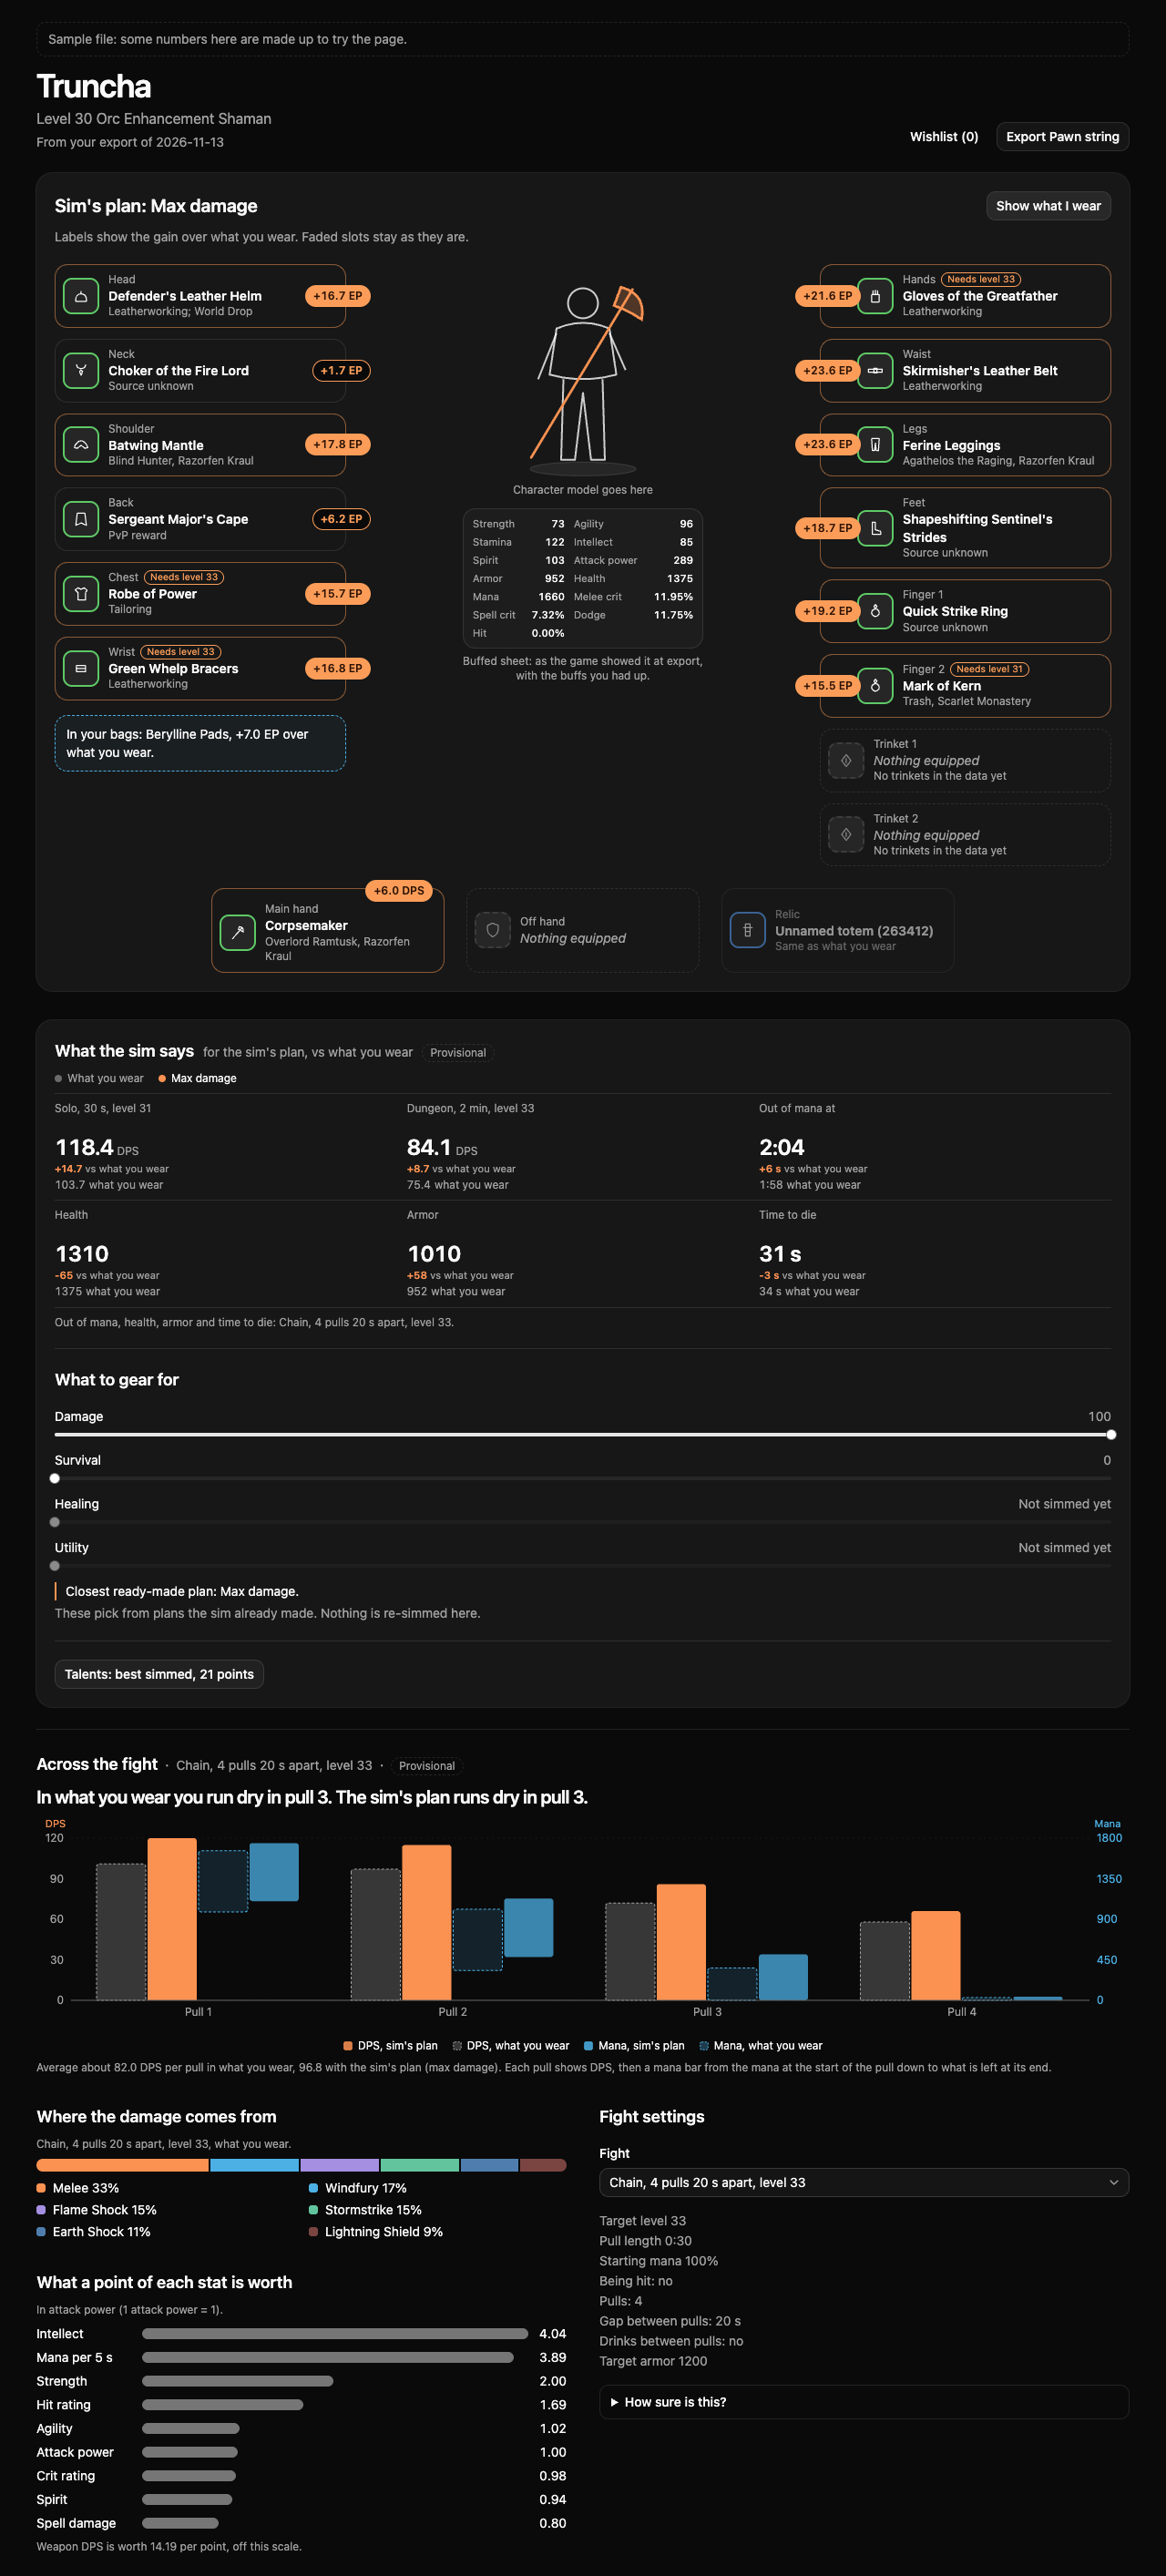 Sample file: some numbers here are made up to try the page.
Truncha
Level 30 Orc Enhancement Shaman
From your export of 2026-11-13
Wishlist (0)
Export Pawn string
Sim's plan: Max damage
Show what I wear
Labels show the gain over what you wear. Faded slots stay as they are.
Head
Defender's Leather Helm
Leatherworking; World Drop
+16.7 EP
Neck
Choker of the Fire Lord
Source unknown
+1.7 EP
Shoulder
Batwing Mantle
Blind Hunter, Razorfen Kraul
+17.8 EP
Back
Sergeant Major's Cape
PvP reward
+6.2 EP
Chest Needs level 33
Robe of Power
Tailoring
+15.7 EP
Wrist Needs level 33
Green Whelp Bracers
Leatherworking
+16.8 EP
In your bags: Berylline Pads, +7.0 EP over
what you wear.
Character model goes here
Strength 73 Agility 96
Stamina 122 Intellect 85
Spirit 103 Attack power 289
Armor 952 Health 1375
Mana 1660 Melee crit 11.95%
Spell crit 7.32% Dodge 11.75%
Hit 0.00%
Buffed sheet: as the game showed it at export,
with the buffs you had up.
Hands Needs level 33
+21.6 EP
Gloves of the Greatfather
Leatherworking
Waist
+23.6 EP
Skirmisher's Leather Belt
Leatherworking
Legs
+23.6 EP
Ferine Leggings
Agathelos the Raging, Razorfen Kraul
Feet
+18.7 EP
Shapeshifting Sentinel's
Strides
Source unknown
Finger 1
+19.2 EP
Quick Strike Ring
Source unknown
Finger 2 Needs level 31
+15.5 EP
Mark of Kern
Trash, Scarlet Monastery
Trinket 1
Nothing equipped
No trinkets in the data yet
Trinket 2
Nothing equipped
No trinkets in the data yet
+6.0 DPS
Main hand
Corpsemaker
Overlord Ramtusk, Razorfen
Kraul
Off hand
Nothing equipped
Relic
Unnamed totem (263412)
Same as what you wear
What the sim says for the sim's plan, vs what you wear Provisional
What you wear Max damage
Solo, 30 s, level 31
118.4 DPS
+14.7 vs what you wear
103.7 what you wear
Dungeon, 2 min, level 33
84.1 DPS
+8.7 vs what you wear
75.4 what you wear
Out of mana at
2:04
+6 s vs what you wear
1:58 what you wear
Health
1310
-65 vs what you wear
1375 what you wear
Armor
1010
+58 vs what you wear
952 what you wear
Time to die
31 s
-3 s vs what you wear
34 s what you wear
Out of mana, health, armor and time to die: Chain, 4 pulls 20 s apart, level 33.
What to gear for
Damage 100
Survival 0
Healing Not simmed yet
Utility Not simmed yet
Closest ready-made plan: Max damage.
These pick from plans the sim already made. Nothing is re-simmed here.
Talents: best simmed, 21 points
Across the fight · Chain, 4 pulls 20 s apart, level 33 · Provisional
In what you wear you run dry in pull 3. The sim's plan runs dry in pull 3.
DPS Mana
120 1800
90 1350
60 900
30 450
0 0
Pull 1 Pull 2 Pull 3 Pull 4
DPS, sim's plan DPS, what you wear Mana, sim's plan Mana, what you wear
Average about 82.0 DPS per pull in what you wear, 96.8 with the sim's plan (max damage). Each pull shows DPS, then a mana bar from the mana at the start of the pull down to what is left at its end.
Where the damage comes from
Chain, 4 pulls 20 s apart, level 33, what you wear.
Melee 33% Windfury 17%
Flame Shock 15% Stormstrike 15%
Earth Shock 11% Lightning Shield 9%
What a point of each stat is worth
In attack power (1 attack power = 1).
Intellect 4.04
Mana per 5 s 3.89
Strength 2.00
Hit rating 1.69
Agility 1.02
Attack power 1.00
Crit rating 0.98
Spirit 0.94
Spell damage 0.80
Weapon DPS is worth 14.19 per point, off this scale.
Fight settings
Fight
Chain, 4 pulls 20 s apart, level 33
Target level 33
Pull length 0:30
Starting mana 100%
Being hit: no
Pulls: 4
Gap between pulls: 20 s
Drinks between pulls: no
Target armor 1200
How sure is this?